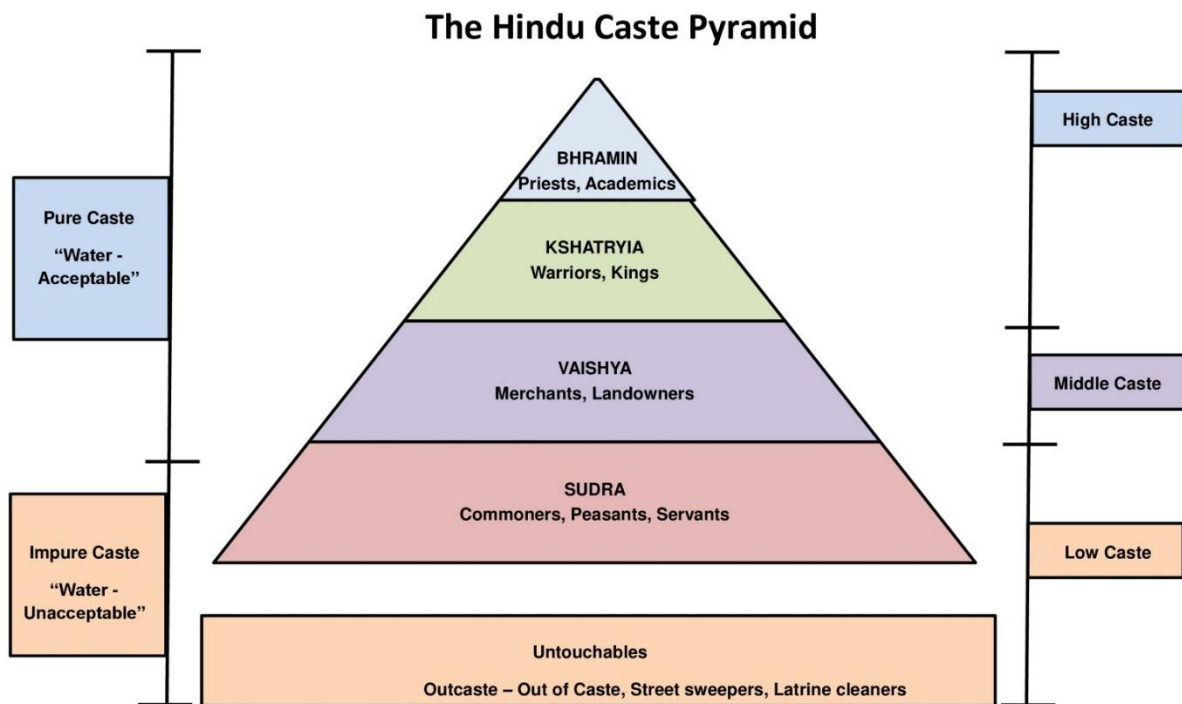 The Hindu Caste Pyramid
High Caste
BHRAMIN
Priests, Academics
Pure Caste
“Water -
Acceptable”
KSHATRYIA
Warriors, Kings
VAISHYA
Merchants, Landowners
Middle Caste
SUDRA
Commoners, Peasants, Servants
Impure Caste
“Water -
Unacceptable”
Low Caste
Untouchables
Outcaste – Out of Caste, Street sweepers, Latrine cleaners